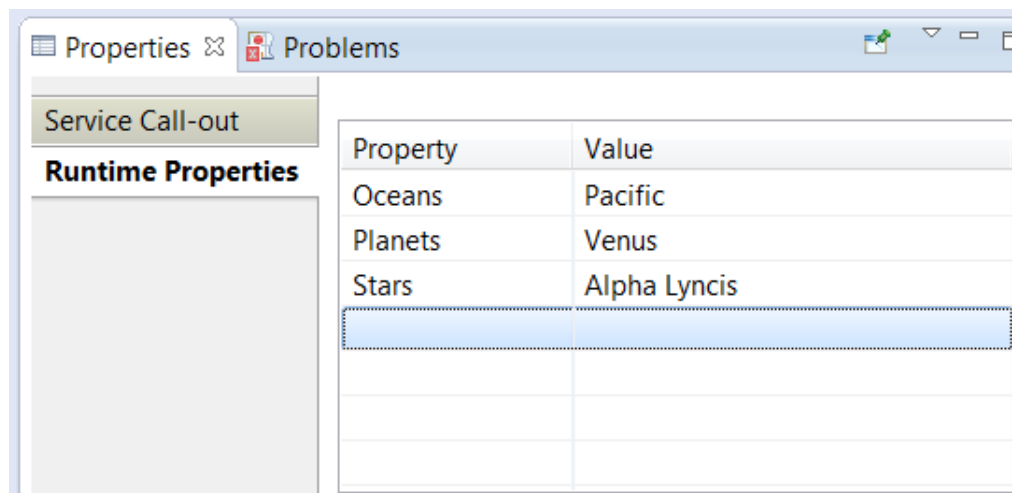 Properties Problems
Service Call-out
Runtime Properties
Property Value
Oceans Pacific
Planets Venus
Stars Alpha Lyncis